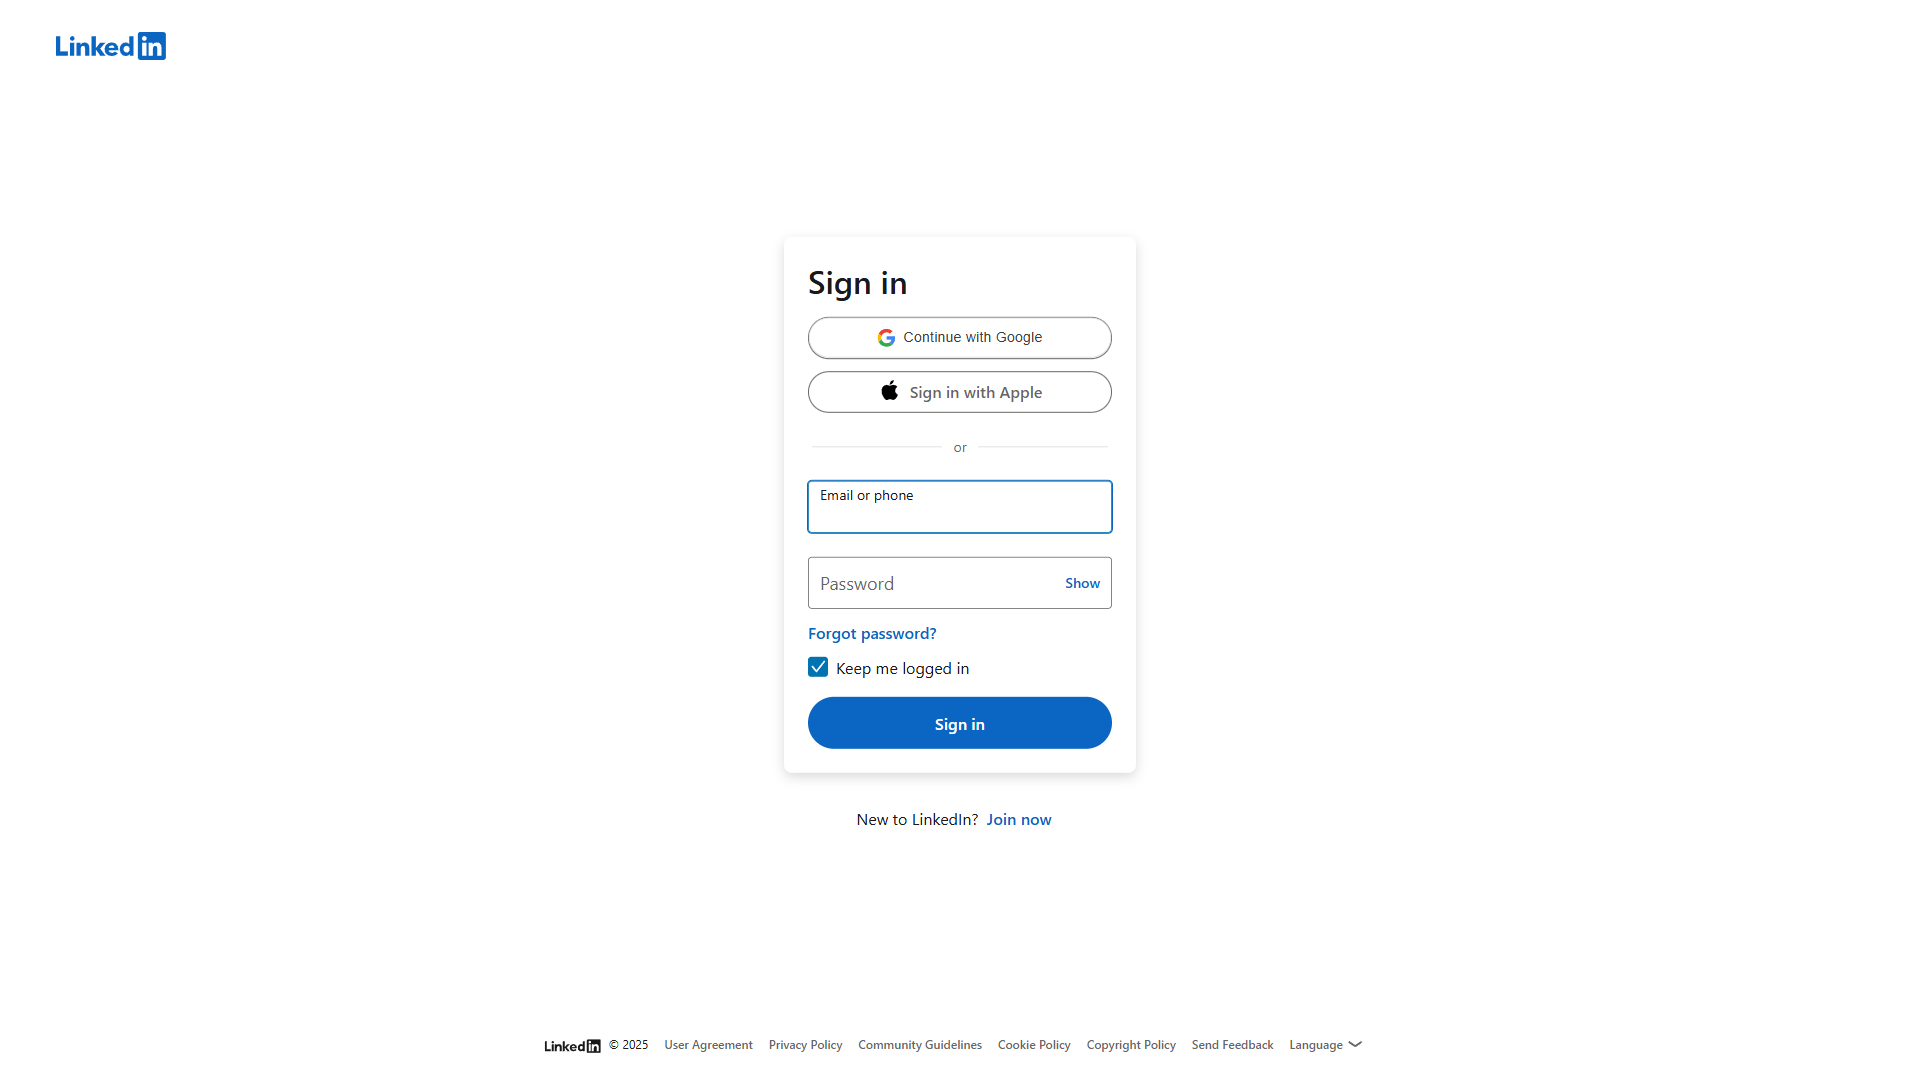 Linkedin
Sign in
Continue with Google
Sign in with Apple
or
Email or phone
Password
Show
Forgot password?
Keep me logged in
Sign in
New to LinkedIn? Join now
Linkedin © 2025 User Agreement Privacy Policy Community Guidelines Cookie Policy Copyright Policy Send Feedback Language